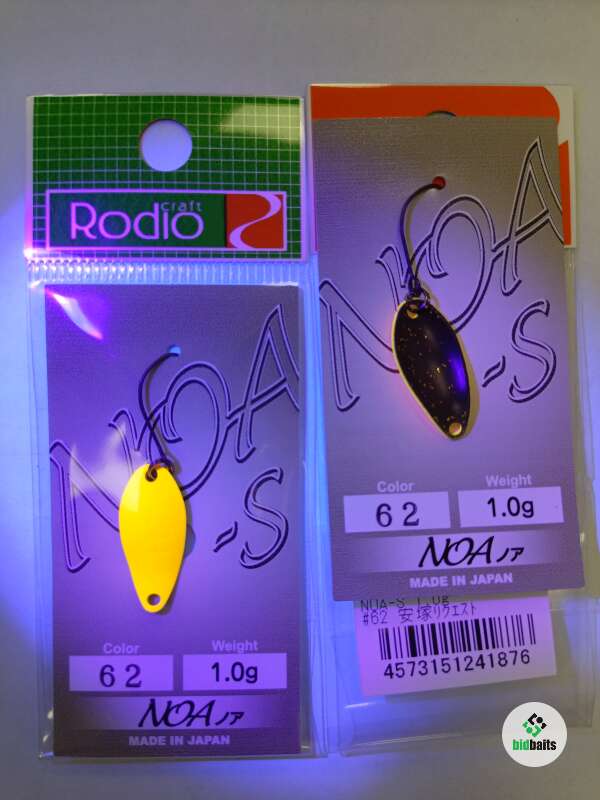 Rodio
craft
NOA
-S
Color
Weight
62
1.0g
NOA ノア
MADE IN JAPAN
NOA
-S
Color
Weight
62
1.0g
NOA ノア
MADE IN JAPAN
NOA-S 1.0g
#62 安塚リクエスト
4573151241876
bidbaits